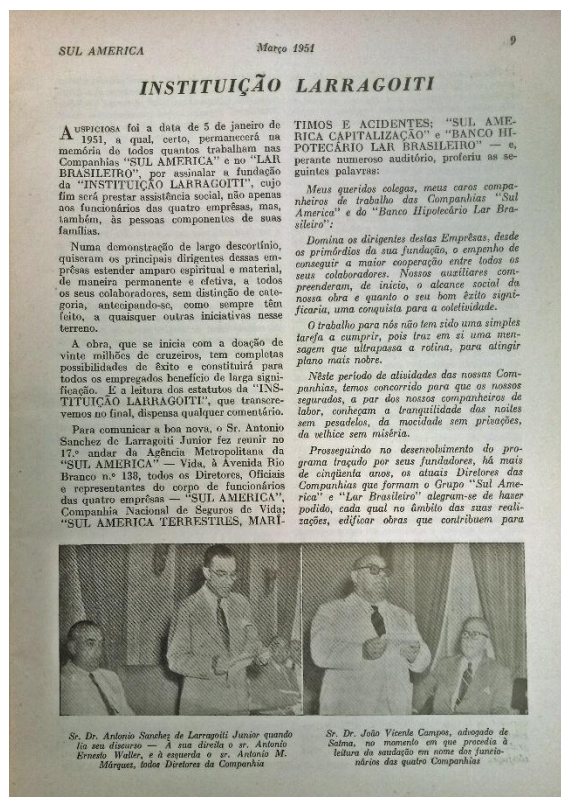 SUL AMERICA
Março 1951
9
INSTITUIÇÃO LARRAGOITI
AUSPICIOSA foi a data de 5 de janeiro de
1951, a qual, certo, permanecerá na
memória de todos quantos trabalham nas
Companhias "SUL AMERICA" e no "LAR
BRASILEIRO", por assinalar a fundação
da "INSTITUIÇÃO LARRAGOITI", cujo
fim será prestar assistência social, não apenas
aos funcionários das quatro emprêsas, mas,
também, às pessoas componentes de suas
famílias.
Numa demonstração de largo descortínio,
quiseram os principais dirigentes dessas em-
prêsas estender amparo espiritual e material,
de maneira permanente e efetiva, a todos
os seus colaboradores, sem distinção de cate-
goria, antecipando-se, como sempre têm
feito, a quaisquer outras iniciativas nesse
terreno.
A obra, que se inicia com a doação de
vinte milhões de cruzeiros, tem completas
possibilidades de êxito e constituirá para
todos os empregados benefício de larga signi-
ficação. E a leitura dos estatutos da "INS-
TITUIÇÃO LARRAGOITI", que transcre-
vemos no final, dispensa qualquer comentário.
Para comunicar a boa nova, o Sr. Antonio
Sanchez de Larragoiti Junior fez reunir no
17.º andar da Agência Metropolitana da
"SUL AMERICA" — Vida, à Avenida Rio
Branco n.º 138, todos os Diretores, Oficiais
e representantes do corpo de funcionários
das quatro emprêsas — "SUL AMERICA",
Companhia Nacional de Seguros de Vida;
"SUL AMERICA TERRESTRES, MARÍ-
TIMOS E ACIDENTES; "SUL AME-
RICA CAPITALIZAÇÃO" e "BANCO HI-
POTECÁRIO LAR BRASILEIRO" — e,
perante numeroso auditório, proferiu as se-
guintes palavras:
Meus queridos colegas, meus caros compa-
nheiros de trabalho das Companhias "Sul
America" e do "Banco Hipotecário Lar Bra-
sileiro":
Domina os dirigentes destas Emprêsas, desde
os primórdios da sua fundação, o empenho de
conseguir a maior cooperação entre todos os
seus colaboradores. Nossos auxiliares com-
preenderam, de início, o alcance social da
nossa obra e quanto o seu bom êxito signi-
ficaria, uma conquista para a coletividade.
O trabalho para nós não tem sido uma simples
tarefa a cumprir, pois traz em si uma men-
sagem que ultrapassa a rotina, para atingir
plano mais nobre.
Nêste período de atividades das nossas Com-
panhias, temos concorrido para que os nossos
segurados, a par dos nossos companheiros de
labor, conheçam a tranquilidade das noites
sem pesadelos, da mocidade sem privações,
da velhice sem miséria.
Prosseguindo no desenvolvimento do pro-
grama traçado por seus fundadores, há mais
de cinqüenta anos, os atuais Diretores das
Companhias que formam o Grupo "Sul Ame-
rica" e "Lar Brasileiro" alegram-se de haver
podido, cada qual no âmbito das suas reali-
zações, edificar obras que contribuem para
Sr. Dr. Antonio Sanchez de Larragoiti Junior quando
lia seu discurso — À sua direita o sr. Antonio
Ernesto Waller, e à esquerda o sr. Antonio M.
Márquez, todos Diretores da Companhia
Sr. Dr. João Vicente Campos, advogado de
Salma, no momento em que procedia à
leitura da saudação em nome dos funcio-
nários das quatro Companhias